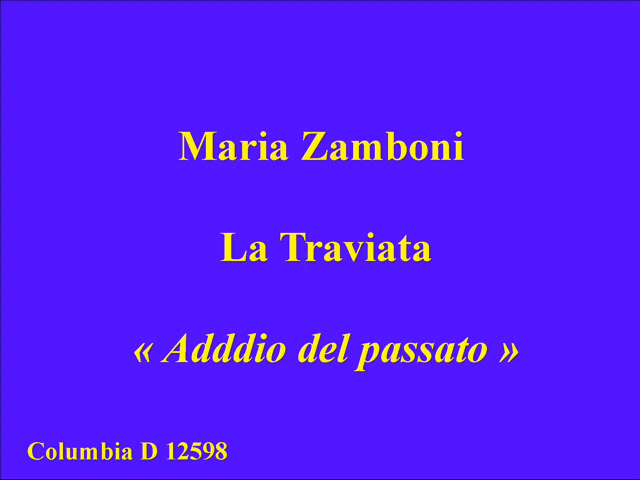 Maria Zamboni
La Traviata
« Adddio del passato »
Columbia D 12598